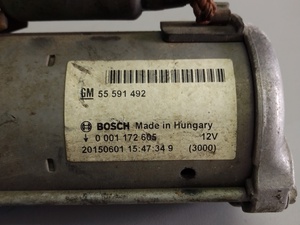 GM 55 591 492
BOSCH Made in Hungary
0 001 172 605 12V
20150601 15:47:34 9 (3000)